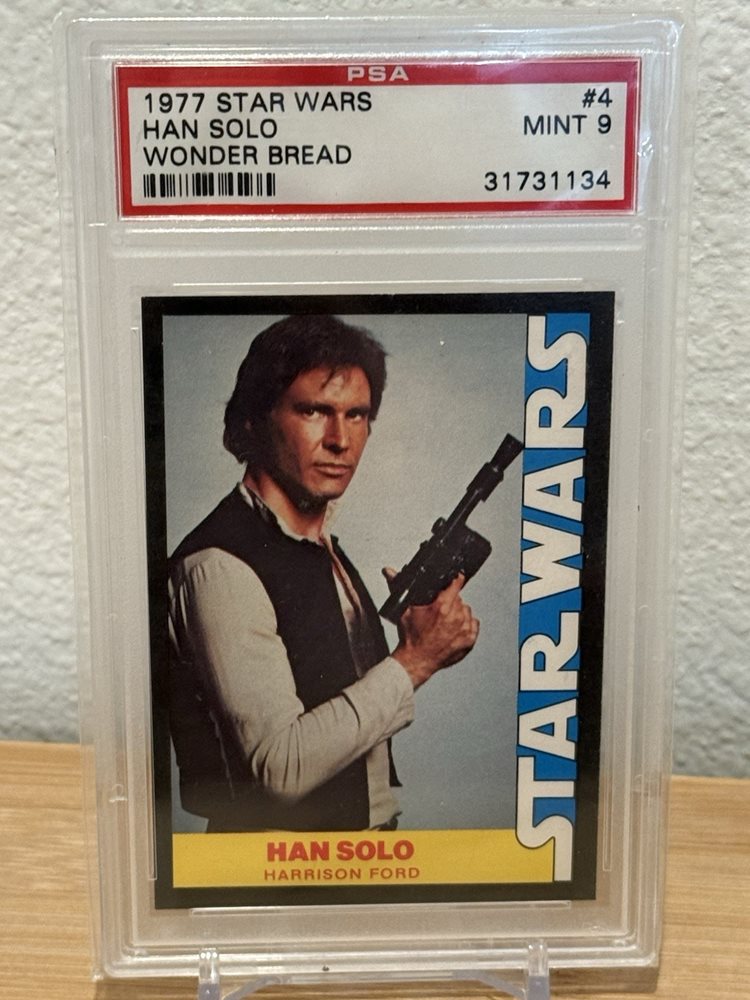 PSA
1977 STAR WARS #4
HAN SOLO MINT 9
WONDER BREAD
31731134
STAR WARS
HAN SOLO
HARRISON FORD